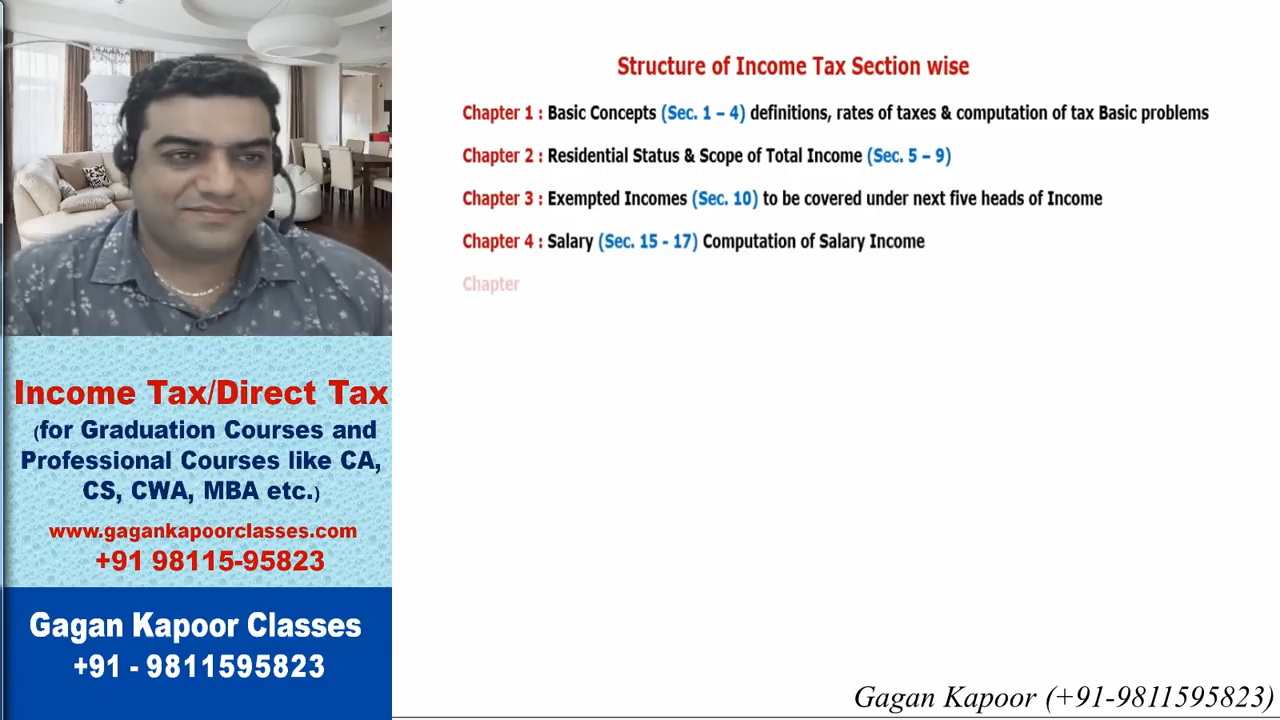 Structure of Income Tax Section wise
Chapter 1 : Basic Concepts (Sec. 1 – 4) definitions, rates of taxes & computation of tax Basic problems
Chapter 2 : Residential Status & Scope of Total Income (Sec. 5 – 9)
Chapter 3 : Exempted Incomes (Sec. 10) to be covered under next five heads of Income
Chapter 4 : Salary (Sec. 15 - 17) Computation of Salary Income
Chapter
Income Tax/Direct Tax
(for Graduation Courses and
Professional Courses like CA,
CS, CWA, MBA etc.)
www.gagankapoorclasses.com
+91 98115-95823
Gagan Kapoor Classes
+91 - 9811595823
Gagan Kapoor (+91-9811595823)